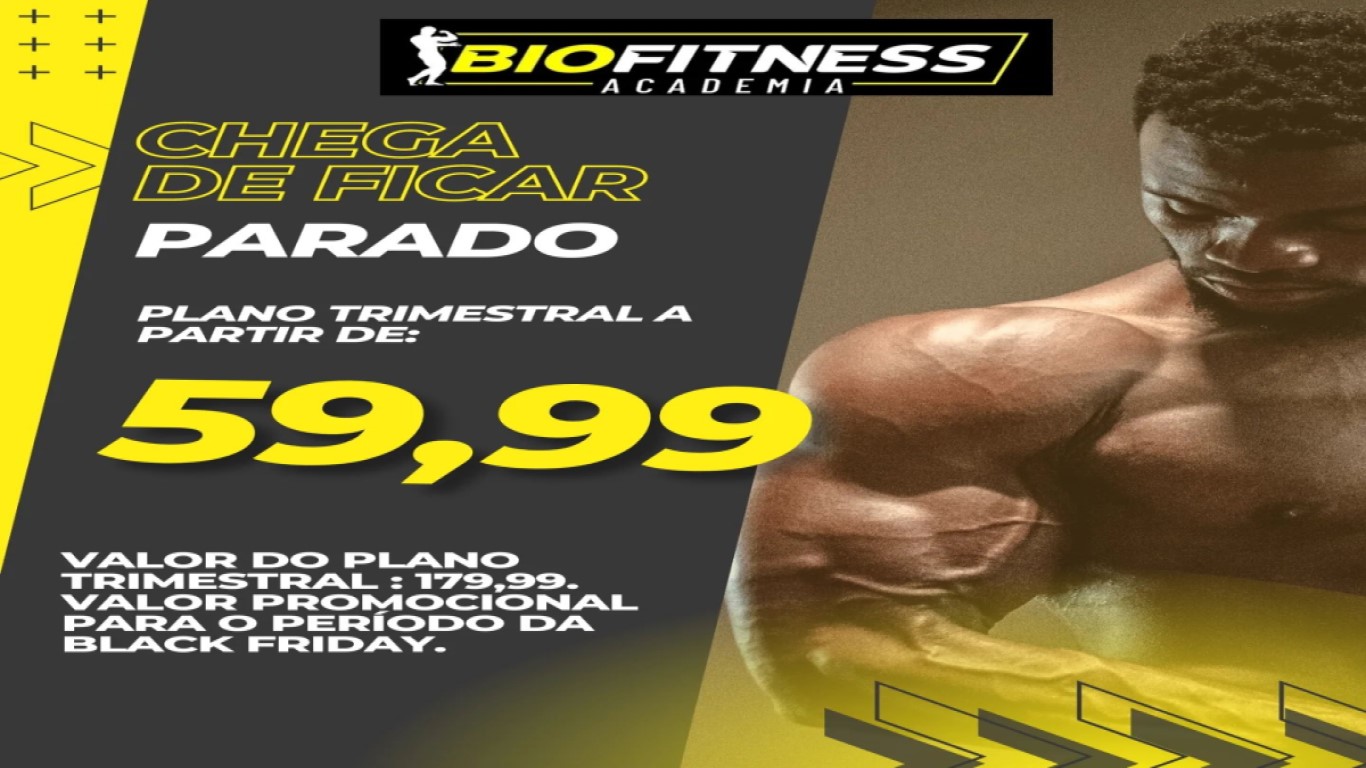 BIOFITNESS
ACADEMIA
CHEGA
DE FICAR
PARADO
PLANO TRIMESTRAL A
PARTIR DE:
59,99
VALOR DO PLANO
TRIMESTRAL : 179,99.
VALOR PROMOCIONAL
PARA O PERÍODO DA
BLACK FRIDAY.